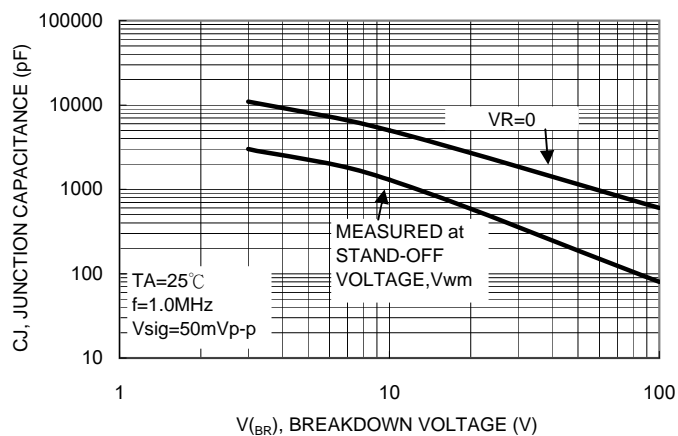 CJ, JUNCTION CAPACITANCE (pF)
100000
10000
1000
100
10
VR=0
MEASURED at
STAND-OFF
VOLTAGE,Vwm
TA=25℃
f=1.0MHz
Vsig=50mVp-p
1
10
100
V(BR), BREAKDOWN VOLTAGE (V)